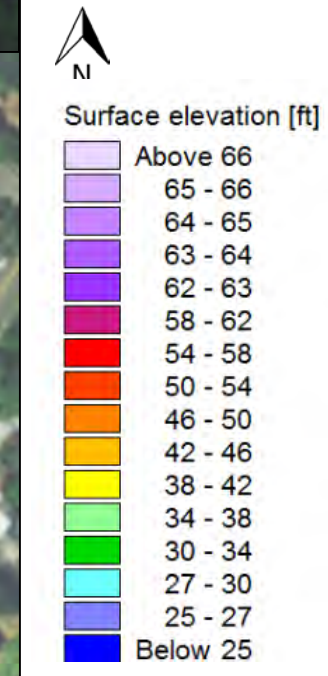 N
Surface elevation [ft]
Above 66
65 - 66
64 - 65
63 - 64
62 - 63
58 - 62
54 - 58
50 - 54
46 - 50
42 - 46
38 - 42
34 - 38
30 - 34
27 - 30
25 - 27
Below 25